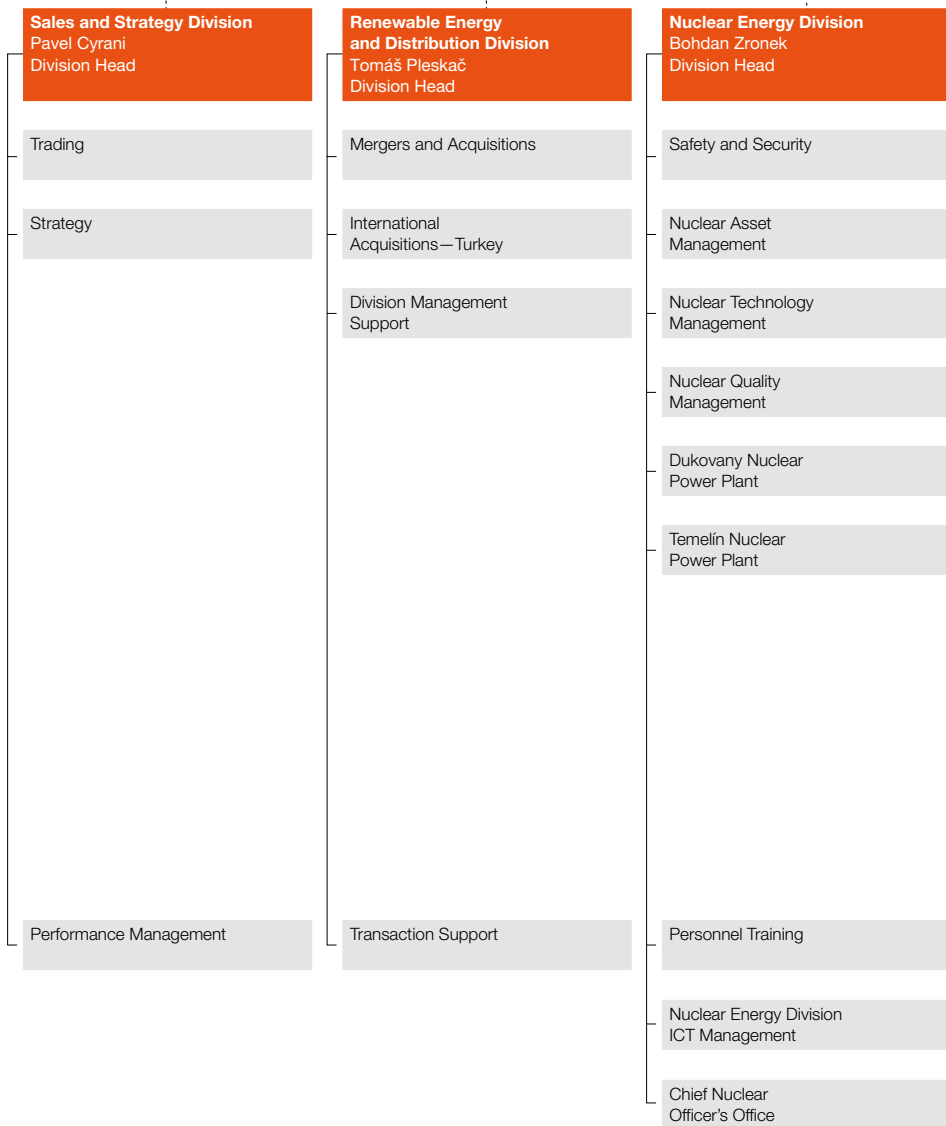 Sales and Strategy Division
Pavel Cyrani
Division Head
Trading
Strategy
Performance Management
Renewable Energy
and Distribution Division
Tomáš Pleskač
Division Head
Mergers and Acquisitions
International
Acquisitions—Turkey
Division Management
Support
Transaction Support
Nuclear Energy Division
Bohdan Zronek
Division Head
Safety and Security
Nuclear Asset
Management
Nuclear Technology
Management
Nuclear Quality
Management
Dukovany Nuclear
Power Plant
Temelín Nuclear
Power Plant
Personnel Training
Nuclear Energy Division
ICT Management
Chief Nuclear
Officer's Office